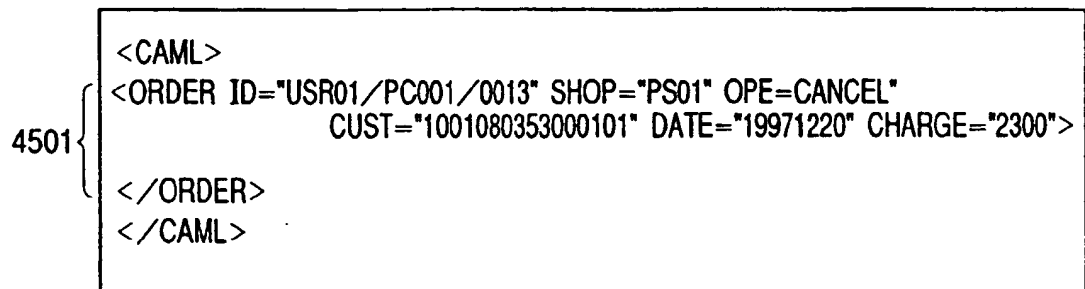 <CAML>
<ORDER ID="USR01/PC001/0013" SHOP="PS01" OPE=CANCEL"
CUST="1001080353000101" DATE="19971220" CHARGE="2300">
4501
</ORDER>
</CAML>